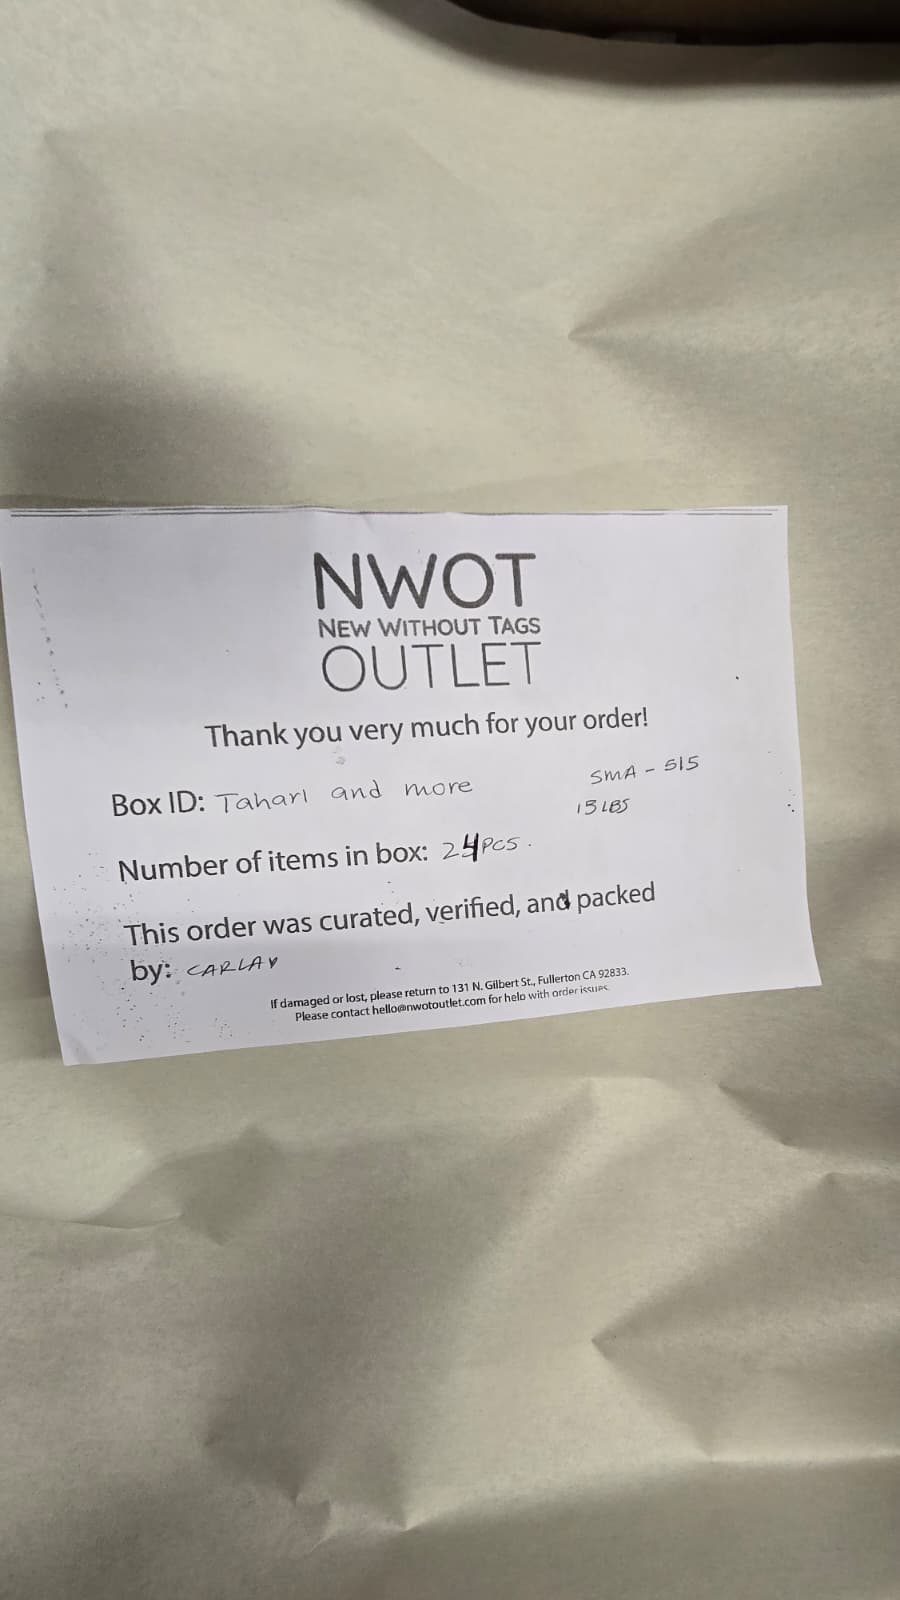 NWOT
NEW WITHOUT TAGS
OUTLET
Thank you very much for your order!
Box ID: Taharl and more
SMA - 515
13 LBS
Number of items in box: 24 PCS.
This order was curated, verified, and packed
by: CARLA
If damaged or lost, please return to 131 N. Gilbert St., Fullerton CA 92833.
Please contact hello@nwotoutlet.com for help with order issues.